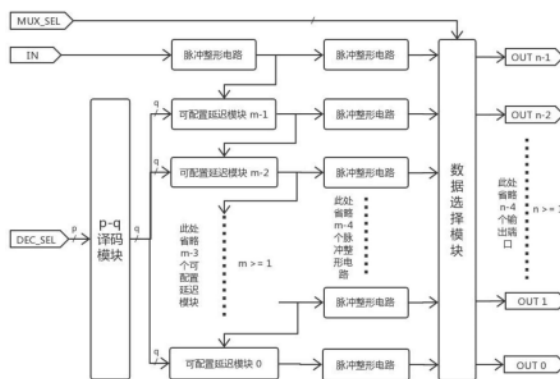 MUX_SEL
IN
脉冲整形电路
脉冲整形电路
OUT n-1
q
可配置延迟模块 m-1
脉冲整形电路
OUT n-2
q
可配置延迟模块 m-2
脉冲整形电路
p-q
译码
模块
DEC_SEL
p
q
此处
省略
m-3
个可
配置
延迟
模块
m >= 1
此处
省略
m-4
个脉
冲整
形电
路
数据选择模块
此处
省略
n-4
个输
出端
口
n >= 1
脉冲整形电路
OUT 1
q
可配置延迟模块 0
脉冲整形电路
OUT 0